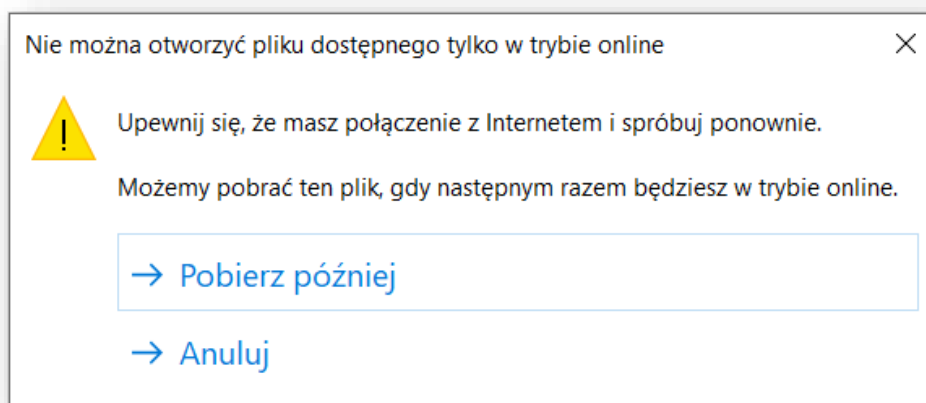 Nie można otworzyć pliku dostępnego tylko w trybie online
!
Upewnij się, że masz połączenie z Internetem i spróbuj ponownie.
Możemy pobrać ten plik, gdy następnym razem będziesz w trybie online.
→ Pobierz później
→ Anuluj